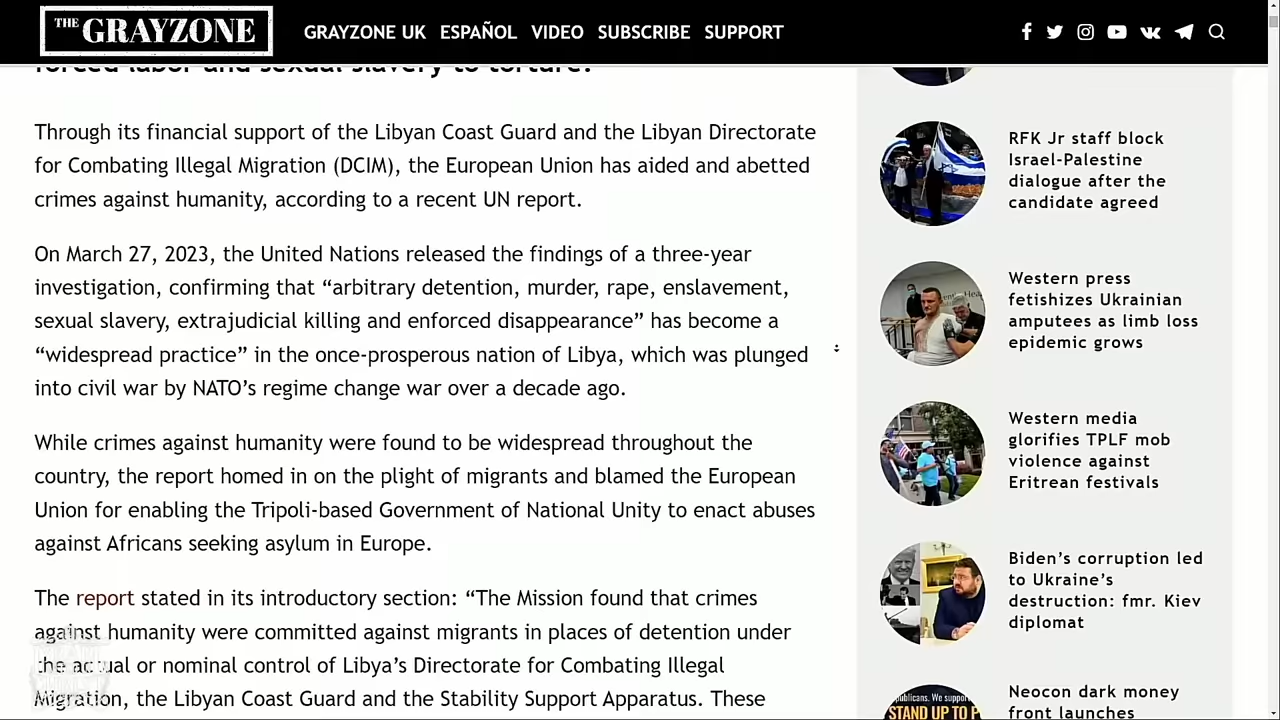 THE GRAYZONE
GRAYZONE UK ESPAÑOL VIDEO SUBSCRIBE SUPPORT
forced labor and sexual slavery to torture.
Through its financial support of the Libyan Coast Guard and the Libyan Directorate
for Combating Illegal Migration (DCIM), the European Union has aided and abetted
crimes against humanity, according to a recent UN report.
On March 27, 2023, the United Nations released the findings of a three-year
investigation, confirming that “arbitrary detention, murder, rape, enslavement,
sexual slavery, extrajudicial killing and enforced disappearance” has become a
“widespread practice” in the once-prosperous nation of Libya, which was plunged
into civil war by NATO’s regime change war over a decade ago.
While crimes against humanity were found to be widespread throughout the
country, the report homed in on the plight of migrants and blamed the European
Union for enabling the Tripoli-based Government of National Unity to enact abuses
against Africans seeking asylum in Europe.
The report stated in its introductory section: “The Mission found that crimes
against humanity were committed against migrants in places of detention under
the actual or nominal control of Libya’s Directorate for Combating Illegal
Migration, the Libyan Coast Guard and the Stability Support Apparatus. These
RFK Jr staff block
Israel-Palestine
dialogue after the
candidate agreed
Western press
fetishizes Ukrainian
amputees as limb loss
epidemic grows
Western media
glorifies TPLF mob
violence against
Eritrean festivals
Biden’s corruption led
to Ukraine’s
destruction: fmr. Kiev
diplomat
Neocon dark money
front launches
publicans. We suppor
STAND UP TO P